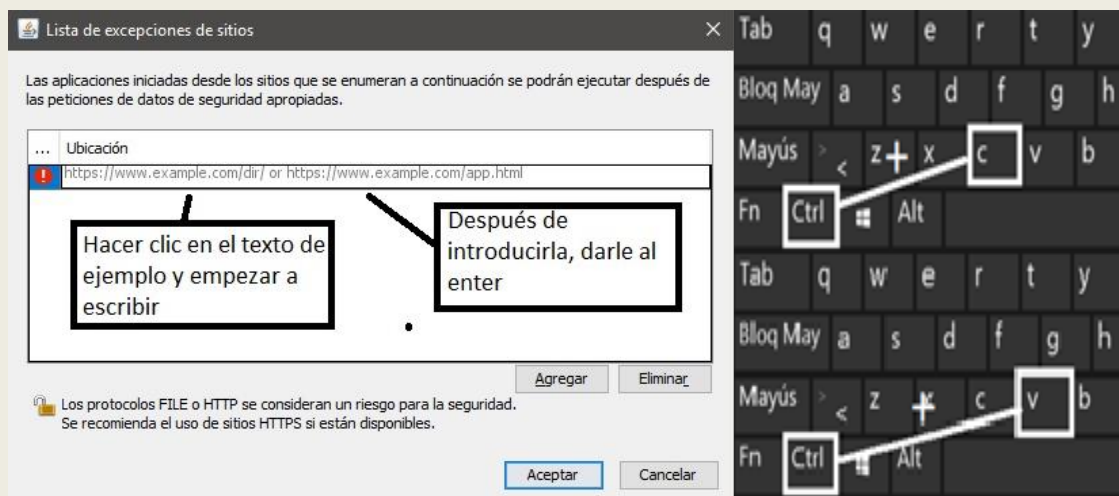 Lista de excepciones de sitios
Las aplicaciones iniciadas desde los sitios que se enumeran a continuación se podrán ejecutar después de
las peticiones de datos de seguridad apropiadas.
... Ubicación
https://www.example.com/dir/ or https://www.example.com/app.html
Hacer clic en el texto de
ejemplo y empezar a
escribir
Después de
introducirla, darle al
enter
Agregar Eliminar
Los protocolos FILE o HTTP se consideran un riesgo para la seguridad.
Se recomienda el uso de sitios HTTPS si están disponibles.
Aceptar Cancelar
Tab q w e r t y
Bloq May a s d f g h
Mayús > < z + x c v b
Fn Ctrl Alt
Tab q w e r t y
Bloq May a s d f g h
Mayús > < z + x c v b
Fn Ctrl Alt